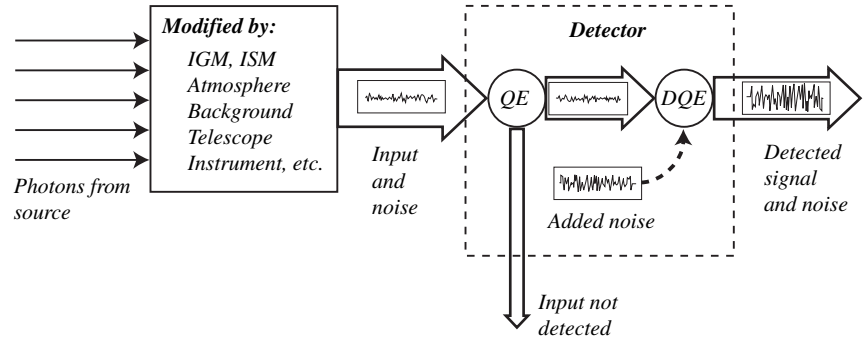 Modified by:
IGM, ISM
Atmosphere
Background
Telescope
Instrument, etc.
Photons from
source
Input
and
noise
Detector
QE
DQE
Added noise
Input not
detected
Detected
signal
and noise